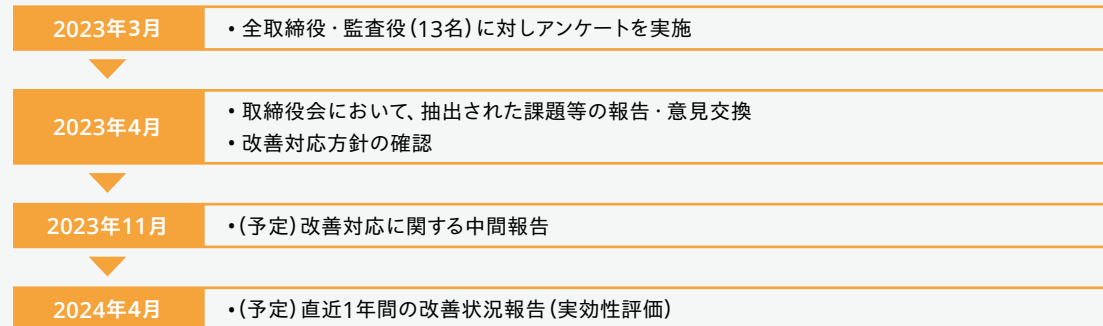 2023年3月
• 全取締役・監査役(13名)に対しアンケートを実施
2023年4月
• 取締役会において、抽出された課題等の報告・意見交換
• 改善対応方針の確認
2023年11月
• (予定)改善対応に関する中間報告
2024年4月
• (予定)直近1年間の改善状況報告(実効性評価)